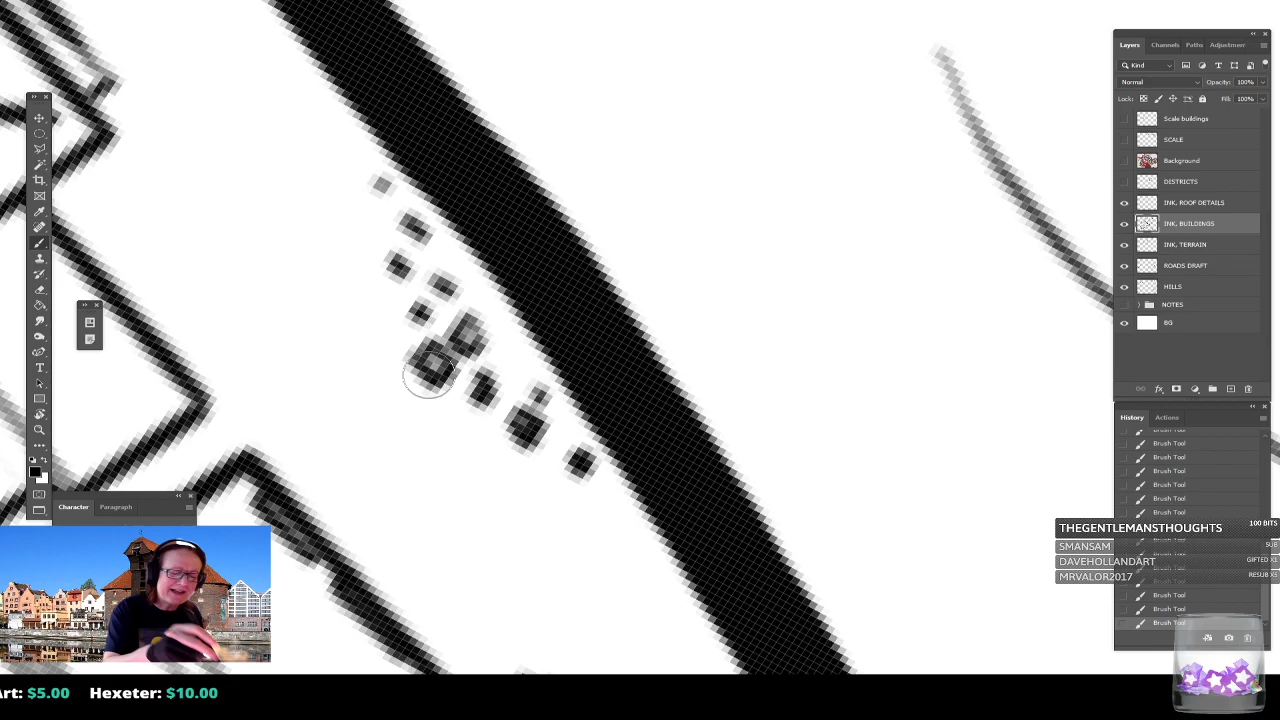 Layers Channels Paths Adjustmen
Kind
Normal Opacity: 100%
Lock: Fill: 100%
Scale buildings
SCALE
Background
DISTRICTS
INK, ROOF DETAILS
INK, BUILDINGS
INK, TERRAIN
ROADS DRAFT
HILLS
NOTES
BG
fx
History Actions
Brush Tool
Brush Tool
Brush Tool
Brush Tool
Brush Tool
Brush Tool
Brush Tool
THEGENTLEMANSTHOUGHTS 100 BITS
SMANSAM SUB
DAVEHOLLANDART GIFTED X1
MRVALOR2017 RESUB X5
Brush Tool
Brush Tool
Brush Tool
Character Paragraph
Art: $5.00 Hexeter: $10.00